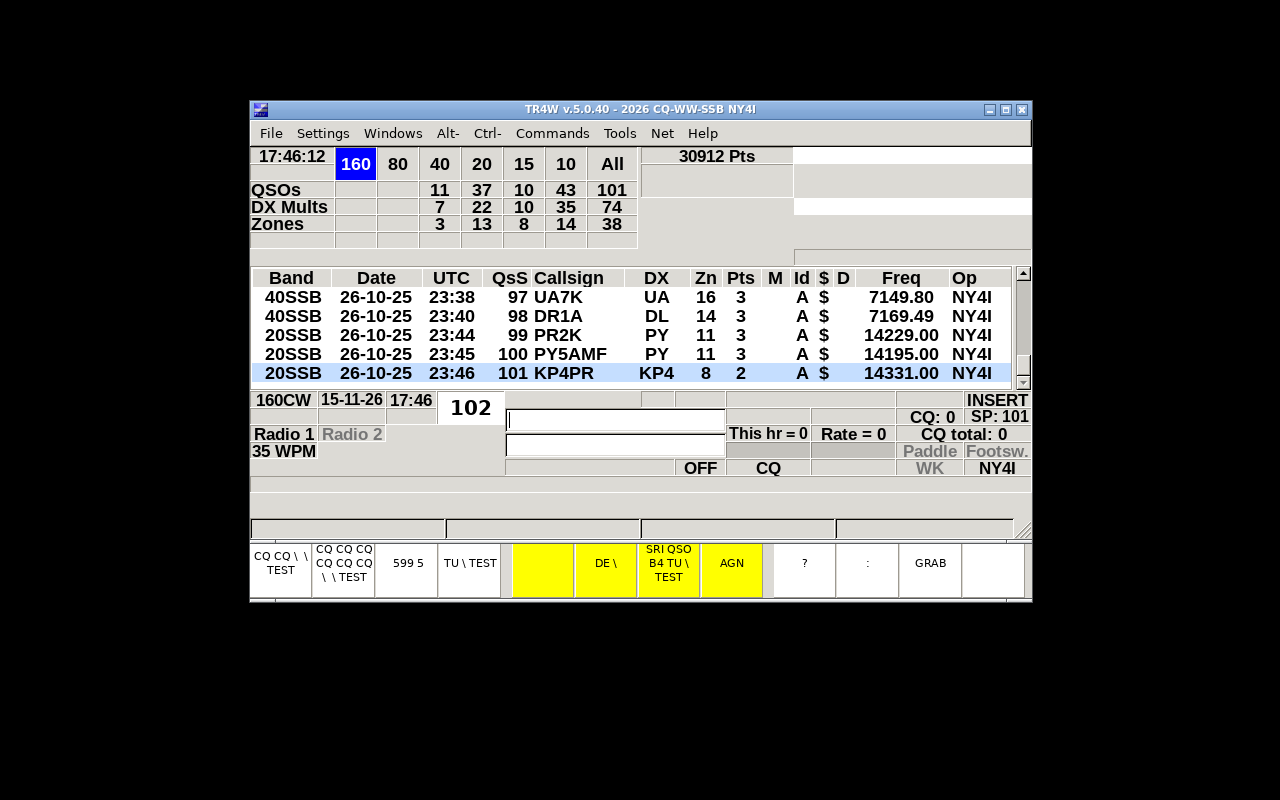 TR4W v.5.0.40 - 2026 CQ-WW-SSB NY4I
File Settings Windows Alt- Ctrl- Commands Tools Net Help
17:46:12 160 80 40 20 15 10 All 30912 Pts
QSOs 11 37 10 43 101
DX Mults 7 22 10 35 74
Zones 3 13 8 14 38
Band Date UTC QsS Callsign DX Zn Pts M Id $ D Freq Op
40SSB 26-10-25 23:38 97 UA7K UA 16 3 A $ 7149.80 NY4I
40SSB 26-10-25 23:40 98 DR1A DL 14 3 A $ 7169.49 NY4I
20SSB 26-10-25 23:44 99 PR2K PY 11 3 A $ 14229.00 NY4I
20SSB 26-10-25 23:45 100 PY5AMF PY 11 3 A $ 14195.00 NY4I
20SSB 26-10-25 23:46 101 KP4PR KP4 8 2 A $ 14331.00 NY4I
160CW 15-11-26 17:46 102 INSERT
CQ: 0 SP: 101
Radio 1 Radio 2 This hr = 0 Rate = 0 CQ total: 0
35 WPM Paddle Footsw.
OFF CQ WK NY4I
CQ CQ \ \
TEST
CQ CQ CQ
CQ CQ CQ
\ \ TEST
599 5
TU \ TEST
DE \
SRI QSO
B4 TU \
TEST
AGN
?
:
GRAB